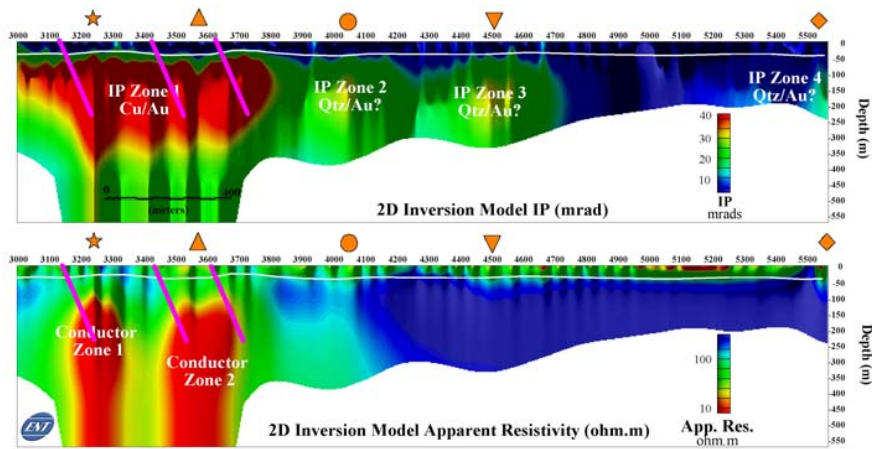 3000 3100 3200 3300 3400 3500 3600 3700 3800 3900 4000 4100 4200 4300 4400 4500 4600 4700 4800 4900 5000 5100 5200 5300 5400 5500
0
50
100
150
200
250
300
350
400
450
500
550
Depth (m)
IP Zone 1
Cu/Au
IP Zone 2
Qtz/Au?
IP Zone 3
Qtz/Au?
IP Zone 4
Qtz/Au?
40
30
20
10
IP
mrads
0 400
(meters)
2D Inversion Model IP (mrad)
3000 3100 3200 3300 3400 3500 3600 3700 3800 3900 4000 4100 4200 4300 4400 4500 4600 4700 4800 4900 5000 5100 5200 5300 5400 5500
0
50
100
150
200
250
300
350
400
450
500
550
Depth (m)
Conductor
Zone 1
Conductor
Zone 2
100
10
App. Res.
ohm.m
ENT
2D Inversion Model Apparent Resistivity (ohm.m)